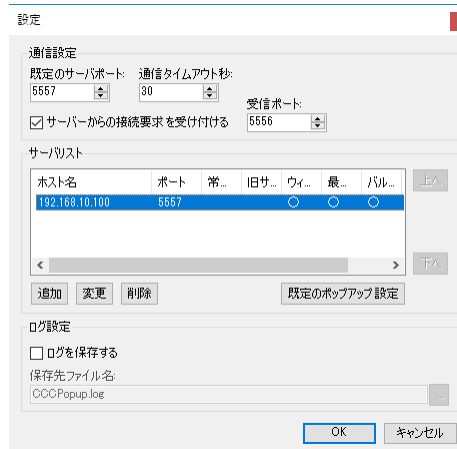 設定
通信設定
既定のサーバポート: 通信タイムアウト秒:
5557 30
受信ポート:
サーバーからの接続要求を受け付ける 5556
サーバリスト
ホスト名 ポート 常... 旧サ... ウィ... 最... バル...
192.168.10.100 5557 ○ ○ ○
上へ
下へ
追加 変更 削除 既定のポップアップ設定
ログ設定
ログを保存する
保存先ファイル名:
CCCPopup.log ...
OK キャンセル